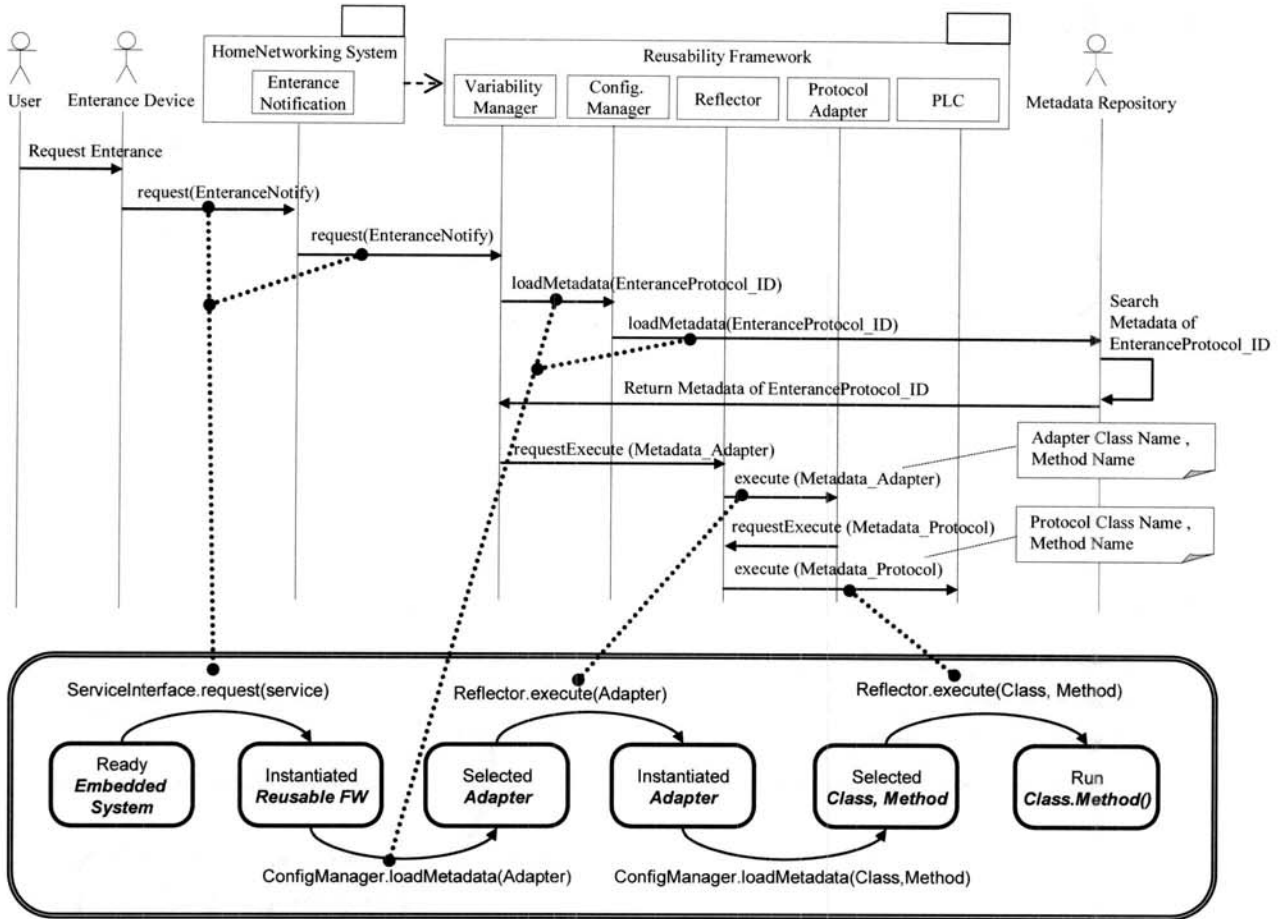 HomeNetworking System
Enterance
Notification
Reusability Framework
Variability
Manager
Config.
Manager
Reflector
Protocol
Adapter
PLC
User
Enterance Device
Metadata Repository
Request Enterance
request(EnteranceNotify)
request(EnteranceNotify)
loadMetadata(EnteranceProtocol_ID)
loadMetadata(EnteranceProtocol_ID)
Search
Metadata of
EnteranceProtocol_ID
Return Metadata of EnteranceProtocol_ID
requestExecute (Metadata_Adapter)
Adapter Class Name ,
Method Name
execute (Metadata_Adapter)
requestExecute (Metadata_Protocol)
Protocol Class Name ,
Method Name
execute (Metadata_Protocol)
ServiceInterface.request(service)
Reflector.execute(Adapter)
Reflector.execute(Class, Method)
Ready
Embedded
System
Instantiated
Reusable FW
Selected
Adapter
Instantiated
Adapter
Selected
Class, Method
Run
Class.Method()
ConfigManager.loadMetadata(Adapter)
ConfigManager.loadMetadata(Class,Method)